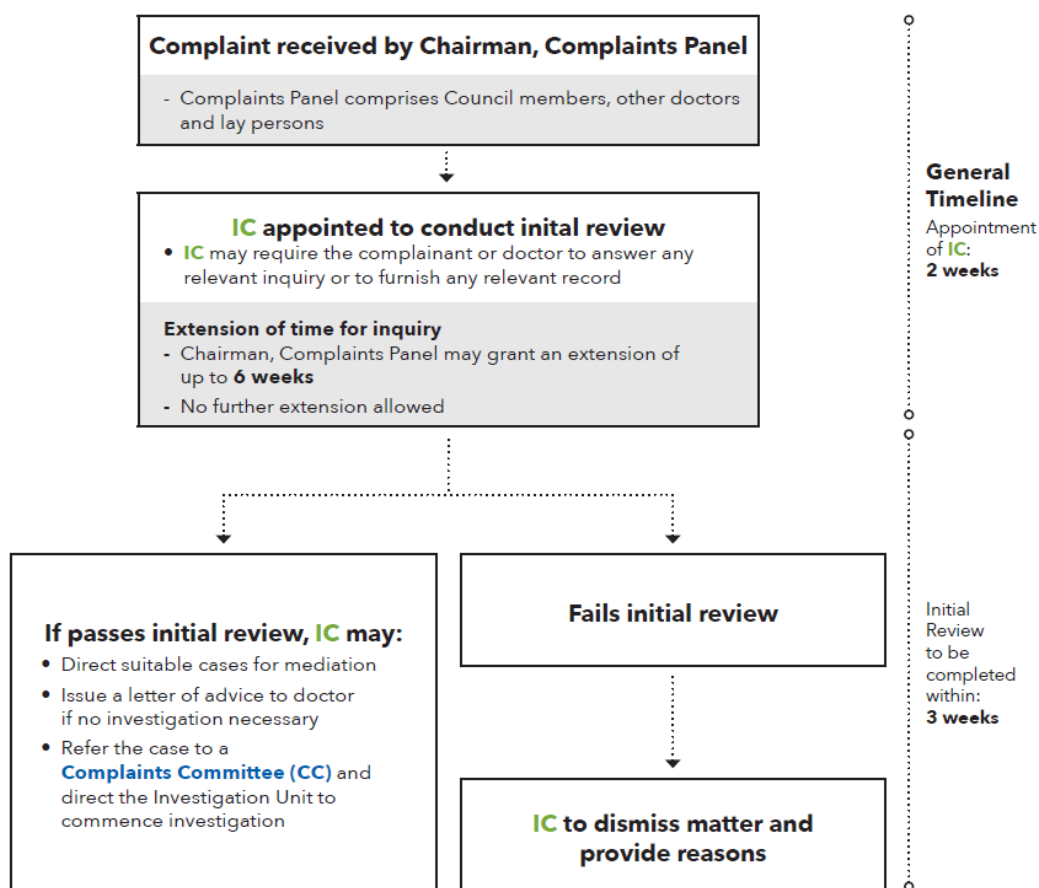 Complaint received by Chairman, Complaints Panel
- Complaints Panel comprises Council members, other doctors
and lay persons
IC appointed to conduct inital review
• IC may require the complainant or doctor to answer any
relevant inquiry or to furnish any relevant record
Extension of time for inquiry
- Chairman, Complaints Panel may grant an extension of
up to 6 weeks
- No further extension allowed
General
Timeline
Appointment
of IC:
2 weeks
If passes initial review, IC may:
• Direct suitable cases for mediation
• Issue a letter of advice to doctor
if no investigation necessary
• Refer the case to a
Complaints Committee (CC) and
direct the Investigation Unit to
commence investigation
Fails initial review
IC to dismiss matter and
provide reasons
Initial
Review
to be
completed
within:
3 weeks